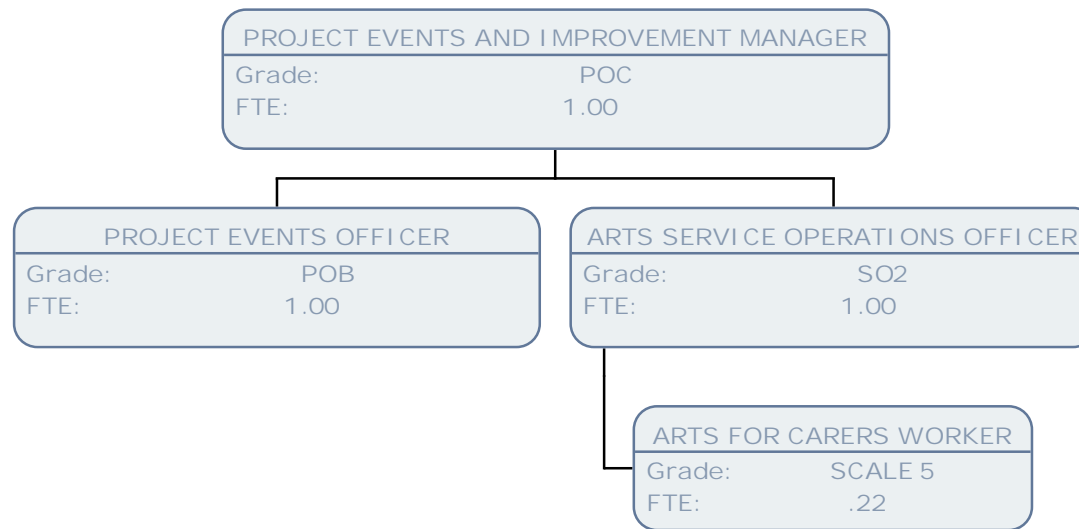 PROJECT EVENTS AND IMPROVEMENT MANAGER
Grade: POC
FTE: 1.00
PROJECT EVENTS OFFICER
Grade: POB
FTE: 1.00
ARTS SERVICE OPERATIONS OFFICER
Grade: SO2
FTE: 1.00
ARTS FOR CARERS WORKER
Grade: SCALE 5
FTE: .22